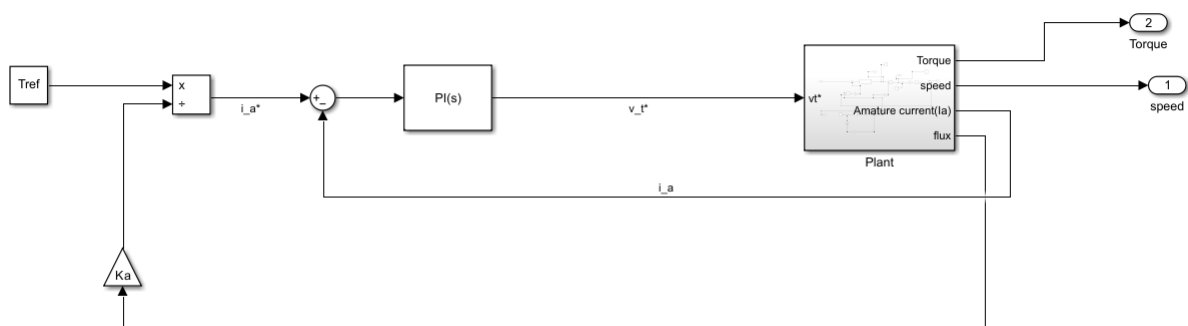 2
Torque
Tref
x
÷
i_a*
+
−
PI(s)
v_t*
vt*
Torque
speed
Amature current(Ia)
flux
Plant
1
speed
i_a
Ka